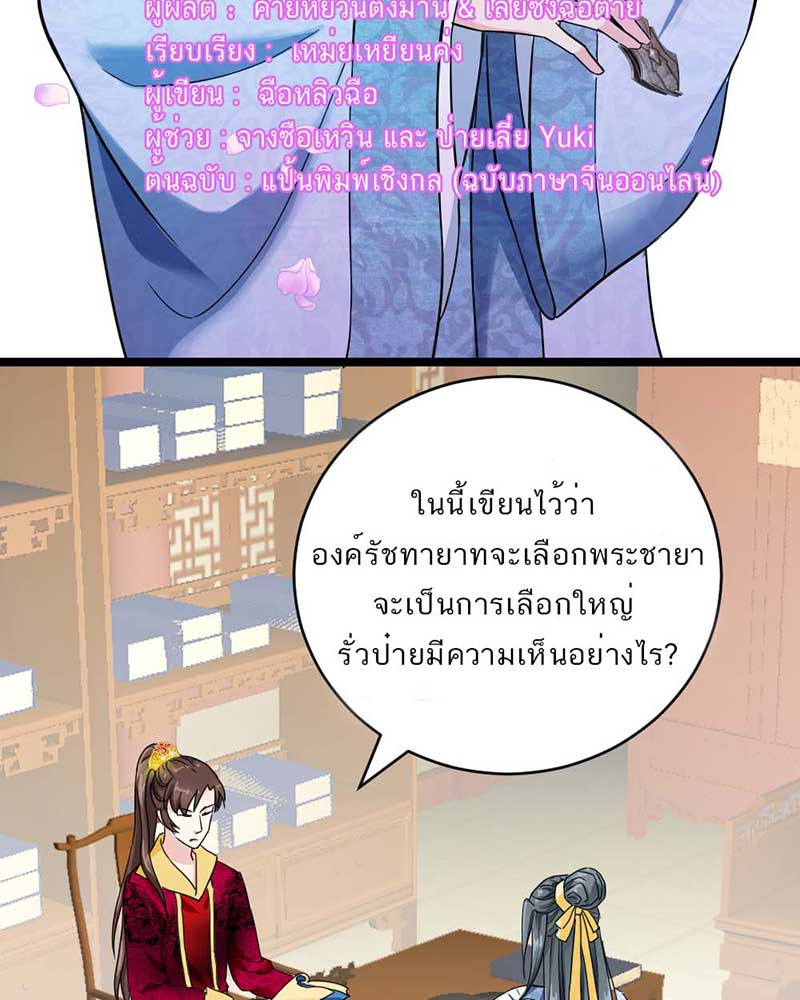 ผู้ผลิต : ค่ายหยวนตงม่าน & เลยซิงฉือต่าย
เรียบเรียง : เหม่ยเหยียนค่ง
ผู้เขียน : ฉือหลิวฉือ
ผู้ช่วย : จางซือเหวิน และ ป่ายเลี่ย Yuki
ต้นฉบับ : แป้นพิมพ์เชิงกล (ฉบับภาษาจีนออนไลน์)
ในนี้เขียนไว้ว่า
องค์รัชทายาทจะเลือกพระชายา
จะเป็นการเลือกใหญ่
รั่วป๋ายมีความเห็นอย่างไร?